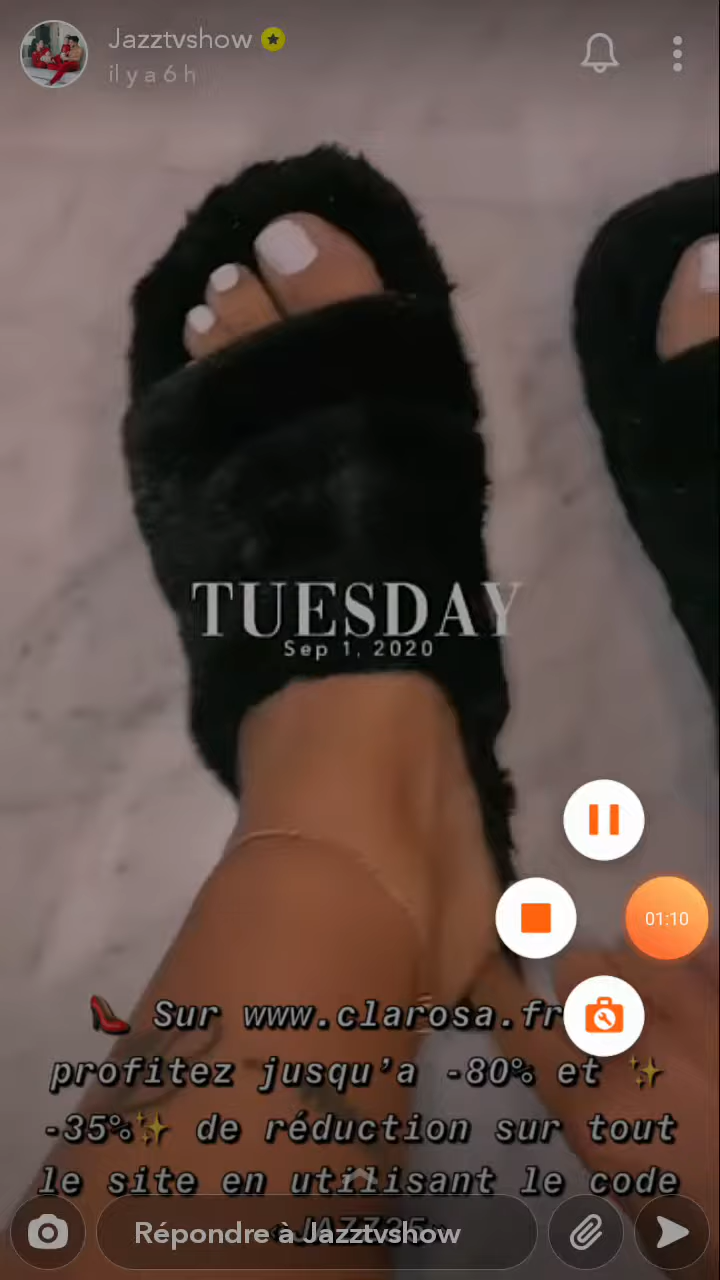 Jazztvshow
il y a 6 h
TUESDAY
Sep 1, 2020
01:10
👠 Sur www.clarosa.fr
profitez jusqu’a -80% et ✨
-35%✨ de réduction sur tout
le site en utilisant le code
«JAZZ35»
Répondre à Jazztvshow